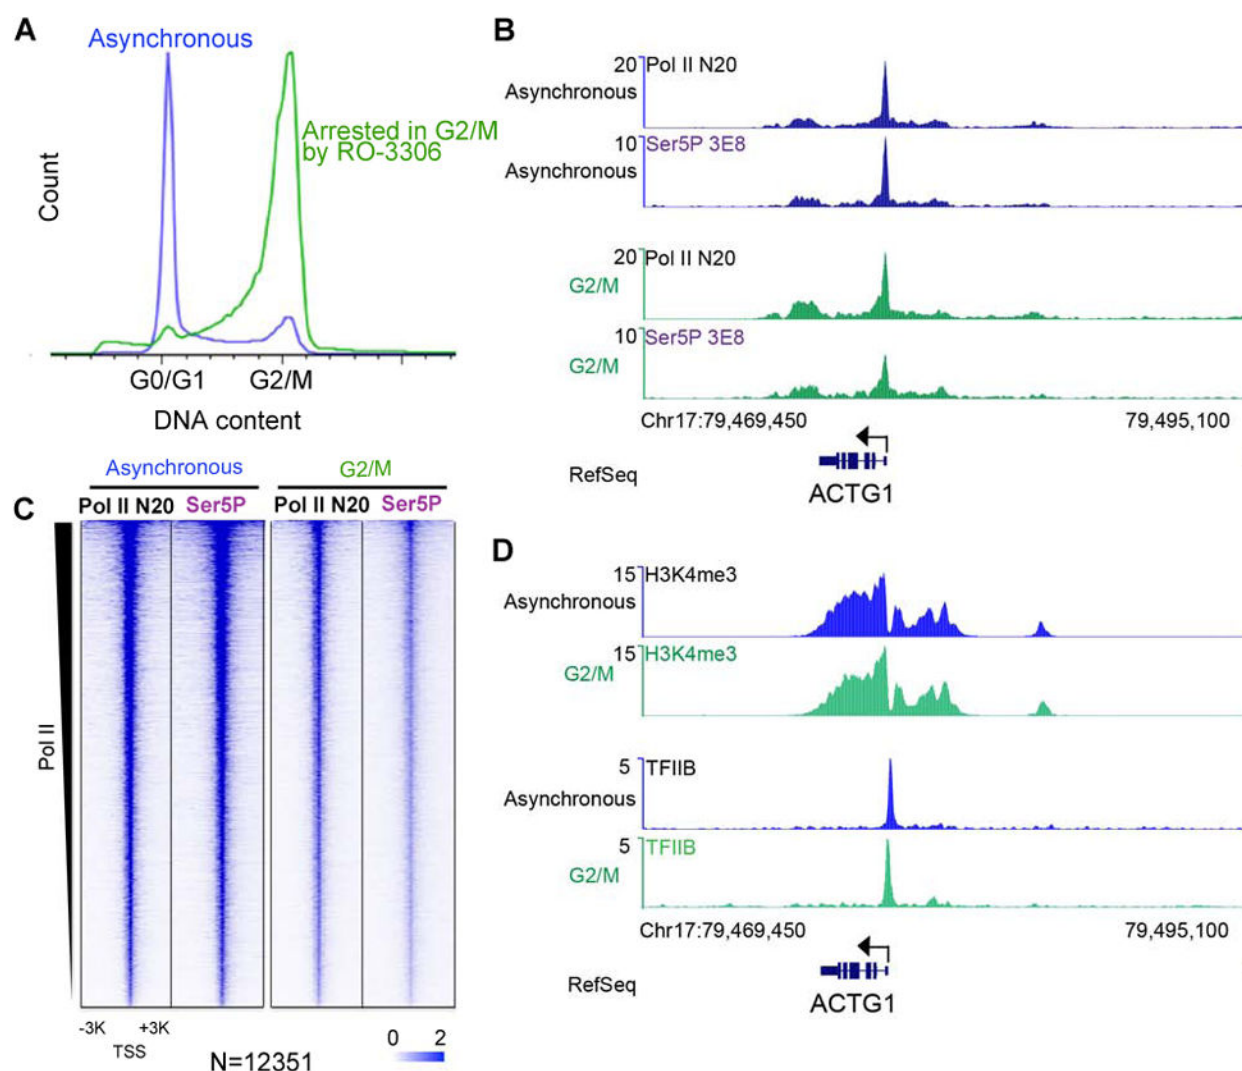 A
Asynchronous
Arrested in G2/M
by RO-3306
Count
G0/G1 G2/M
DNA content
B
20 Pol II N20
Asynchronous
10 Ser5P 3E8
Asynchronous
20 Pol II N20
G2/M
10 Ser5P 3E8
G2/M
Chr17:79,469,450 79,495,100
RefSeq
ACTG1
C
Asynchronous G2/M
Pol II N20 Ser5P Pol II N20 Ser5P
Pol II
-3K +3K
TSS
N=12351
0 2
D
15 H3K4me3
Asynchronous
15 H3K4me3
G2/M
5 TFIIB
Asynchronous
5 TFIIB
G2/M
Chr17:79,469,450 79,495,100
RefSeq
ACTG1